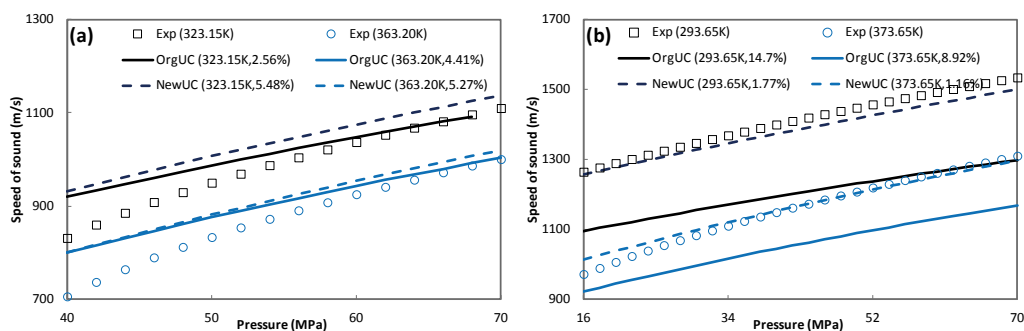 (a)
Exp (323.15K) Exp (363.20K)
OrgUC (323.15K,2.56%) OrgUC (363.20K,4.41%)
NewUC (323.15K,5.48%) NewUC (363.20K,5.27%)
Speed of sound (m/s)
1300
1100
900
700
40 50 60 70
Pressure (MPa)
(b)
Exp (293.65K) Exp (373.65K)
OrgUC (293.65K,14.7%) OrgUC (373.65K,8.92%)
NewUC (293.65K,1.77%) NewUC (373.65K,1.16%)
Speed of sound (m/s)
1700
1500
1300
1100
900
16 34 52 70
Pressure (MPa)